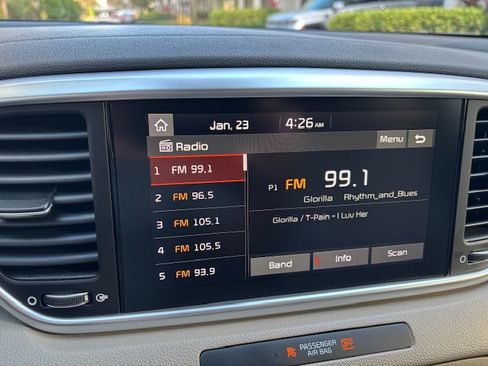 Jan, 23 4:26 AM
Radio Menu
1 FM 99.1
2 FM 96.5
3 FM 105.1
4 FM 105.5
5 FM 93.9
P1 FM 99.1
Glorilla Rhythm_and_Blues
Glorilla / T-Pain - I Luv Her
Band Info Scan
PASSENGER
AIR BAG OFF